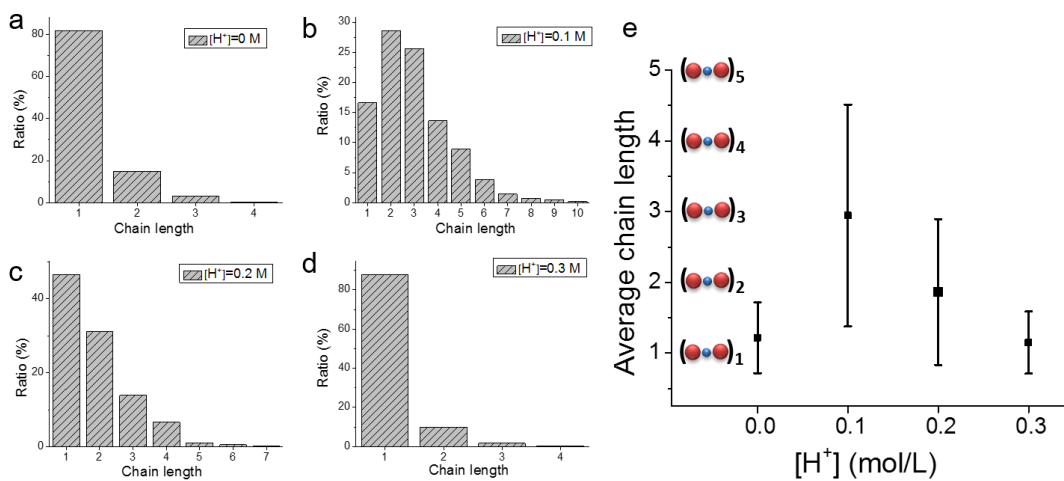 a
[H⁺]=0 M
80
60
40
20
0
Ratio (%)
1 2 3 4
Chain length
b
[H⁺]=0.1 M
30
25
20
15
10
5
0
Ratio (%)
1 2 3 4 5 6 7 8 9 10
Chain length
c
[H⁺]=0.2 M
40
20
0
Ratio (%)
1 2 3 4 5 6 7
Chain length
d
[H⁺]=0.3 M
80
60
40
20
0
Ratio (%)
1 2 3 4
Chain length
e
Average chain length
5 ( )5
4 ( )4
3 ( )3
2 ( )2
1 ( )1
0.0 0.1 0.2 0.3
[H⁺] (mol/L)